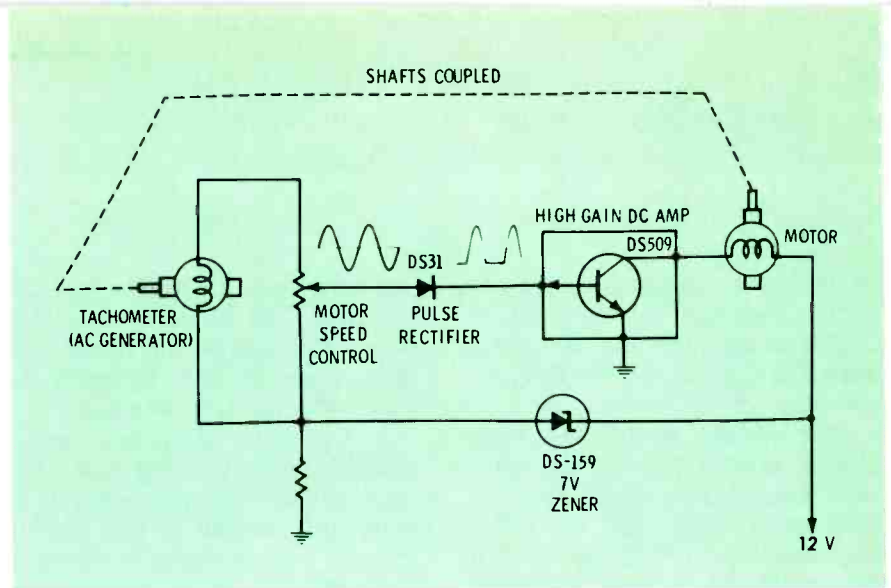 SHAFTS COUPLED
HIGH GAIN DC AMP
DS509
MOTOR
DS31
TACHOMETER
(AC GENERATOR)
MOTOR
SPEED
CONTROL
PULSE
RECTIFIER
DS-159
7V
ZENER
12 V